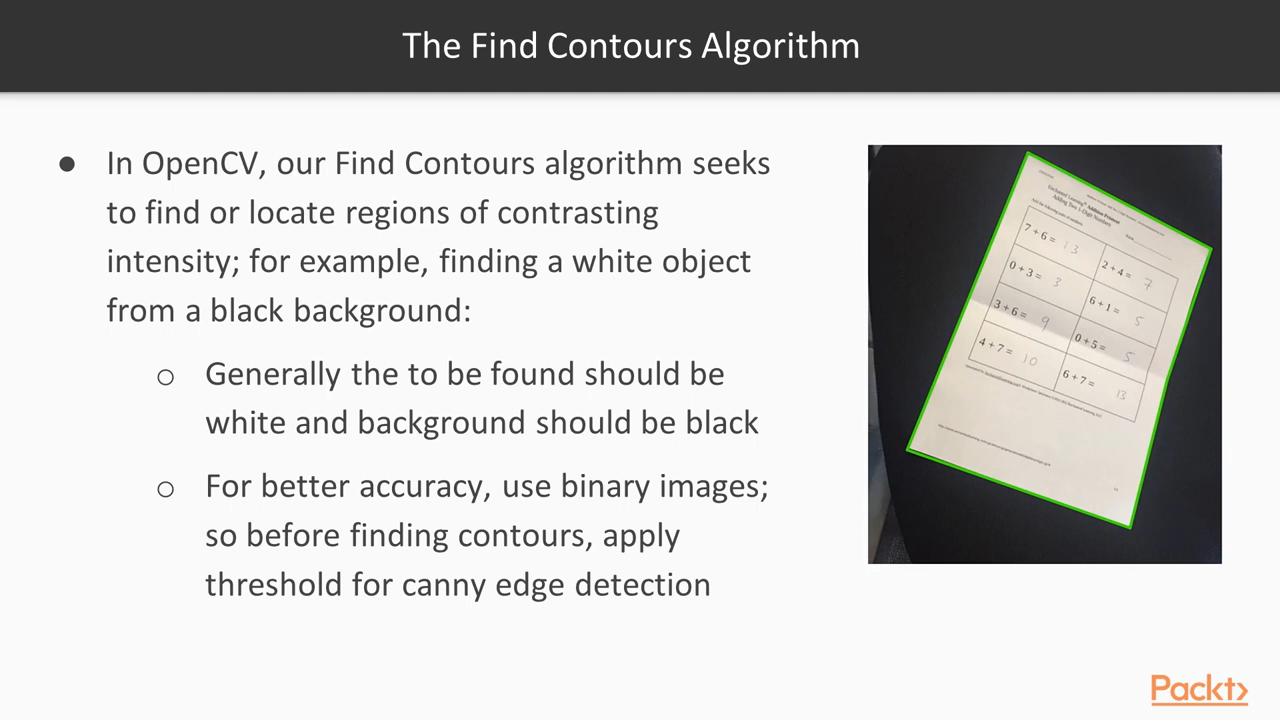 The Find Contours Algorithm
● In OpenCV, our Find Contours algorithm seeks
to find or locate regions of contrasting
intensity; for example, finding a white object
from a black background:
o Generally the to be found should be
white and background should be black
o For better accuracy, use binary images;
so before finding contours, apply
threshold for canny edge detection
Enchanted Learning® Addition Printout
Adding Two 1-Digit Numbers
7 + 6 = 13
2 + 4 = 7
0 + 3 = 3
6 + 1 = 5
3 + 6 = 9
0 + 5 = 5
4 + 7 = 10
6 + 7 = 13
Packt>